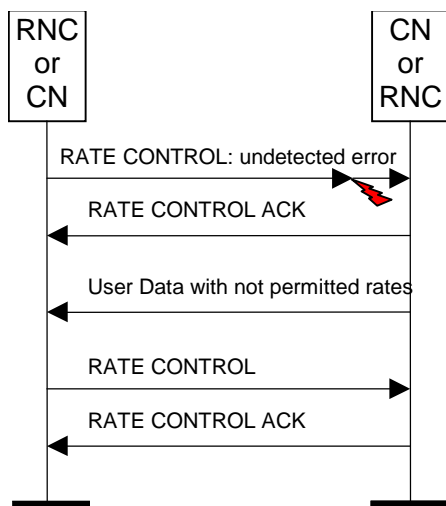 RNC
or
CN
CN
or
RNC
RATE CONTROL: undetected error
RATE CONTROL ACK
User Data with not permitted rates
RATE CONTROL
RATE CONTROL ACK